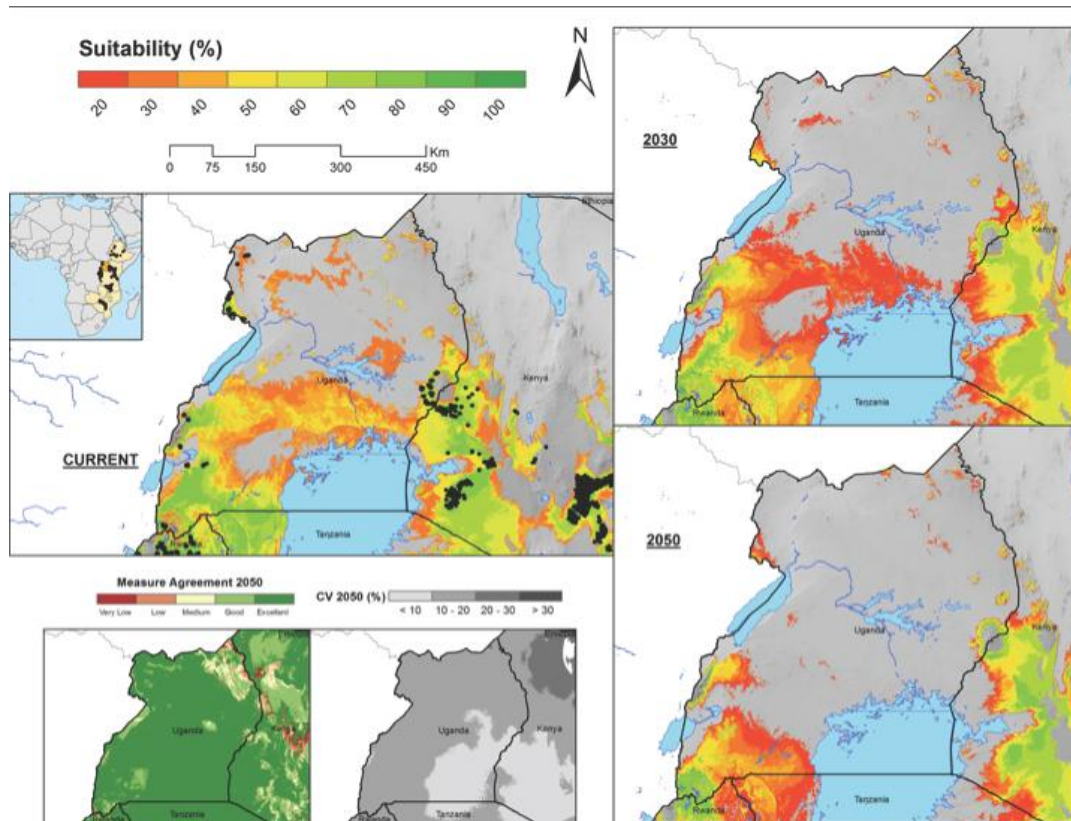 Suitability (%)
20 30 40 50 60 70 80 90 100
N
0 75 150 300 450 Km
2030
Uganda
Kenya
Rwanda
Tanzania
Ethiopia
Uganda
Kenya
CURRENT
Rwanda
Tanzania
2050
Uganda
Kenya
Rwanda
Tanzania
Measure Agreement 2050
Very Low Low Medium Good Excellent
CV 2050 (%)
< 10 10 - 20 20 - 30 > 30
Uganda
Kenya
Tanzania
Uganda
Kenya
Tanzania